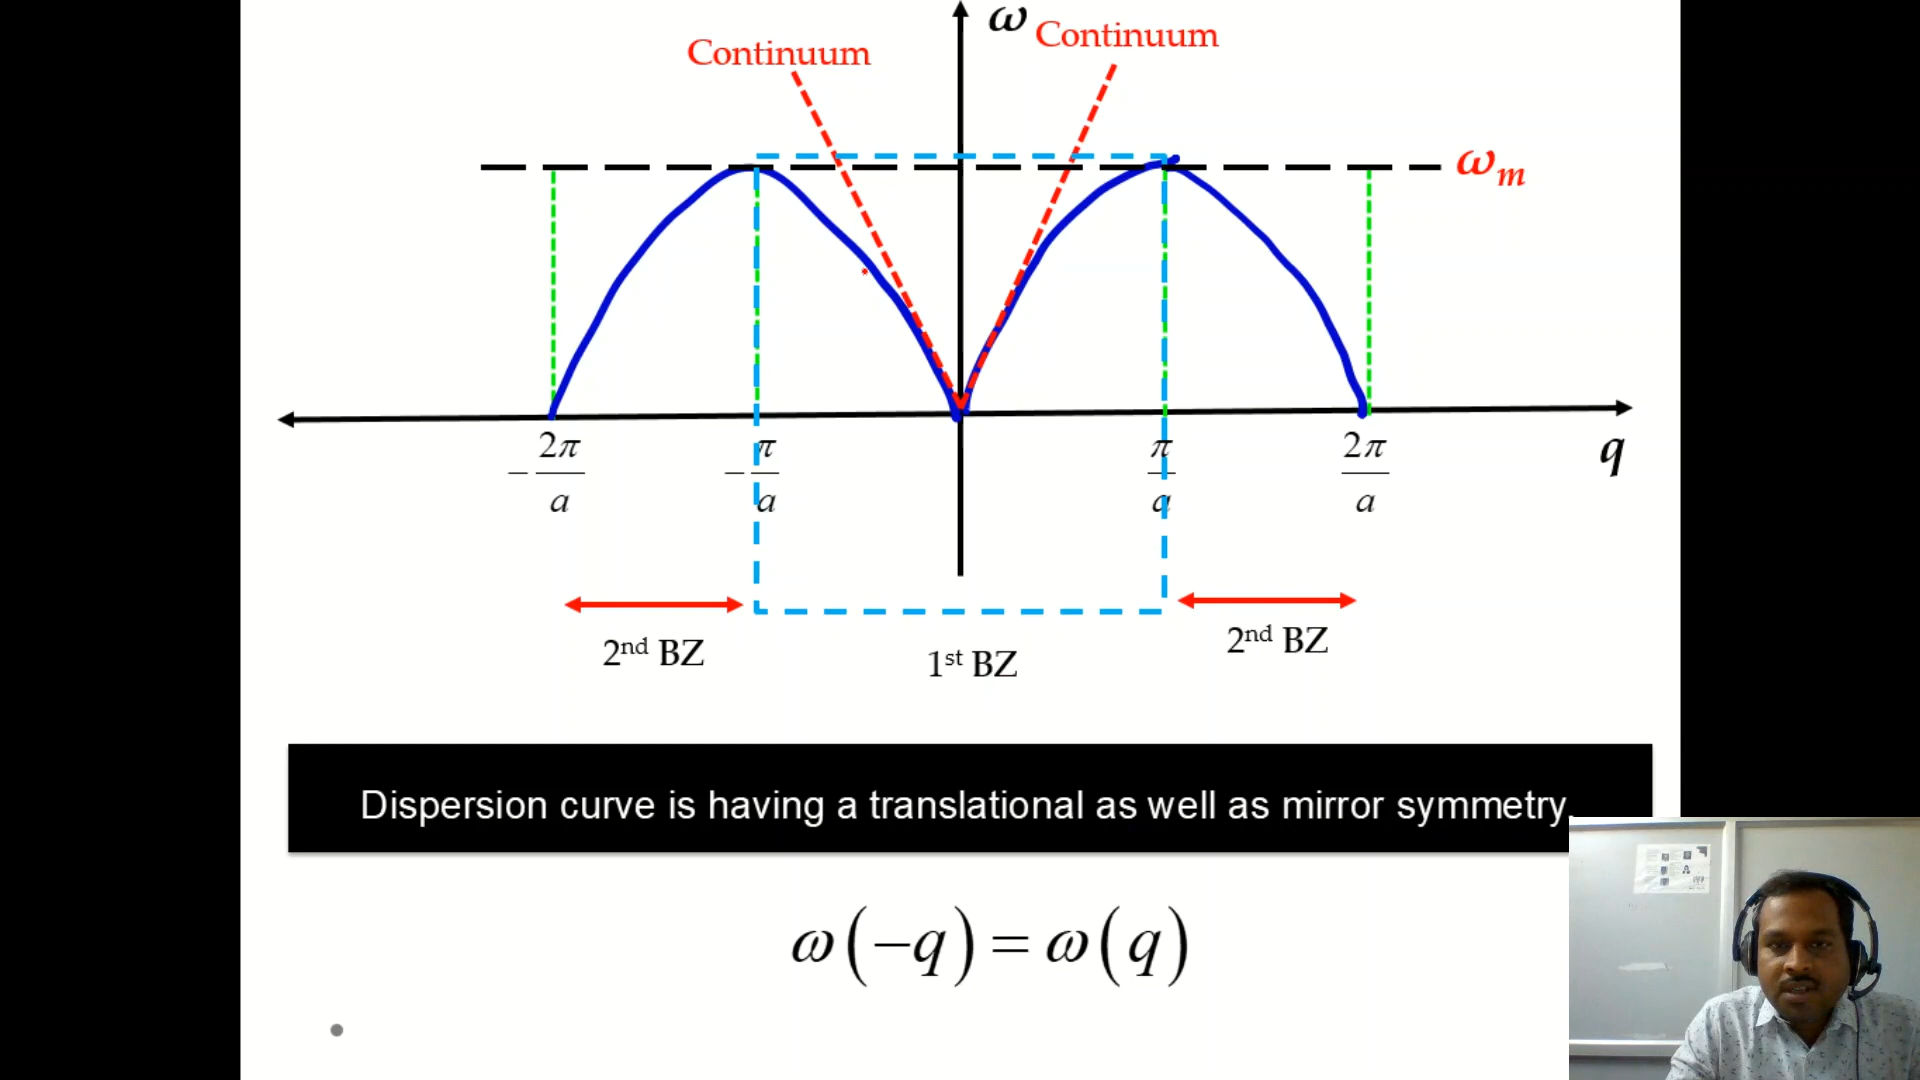 ω
Continuum
Continuum
ωₘ
−2π/a
−π/a
π/a
2π/a
q
2ⁿᵈ BZ
1ˢᵗ BZ
2ⁿᵈ BZ
Dispersion curve is having a translational as well as mirror symmetry.
ω(−q) = ω(q)